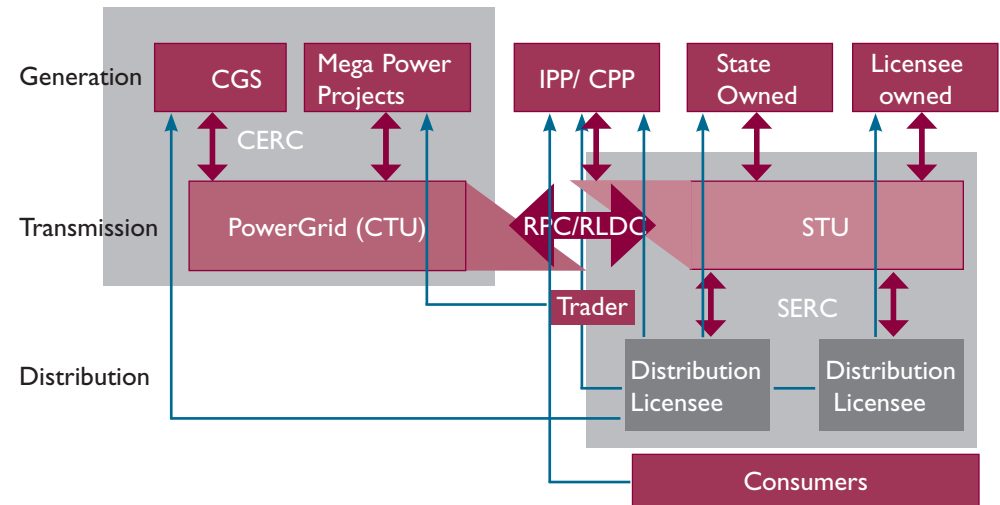 Generation
CGS
Mega Power
Projects
IPP/ CPP
State
Owned
Licensee
owned
CERC
Transmission
PowerGrid (CTU)
RPC/RLDC
STU
Trader
SERC
Distribution
Distribution
Licensee
Distribution
Licensee
Consumers